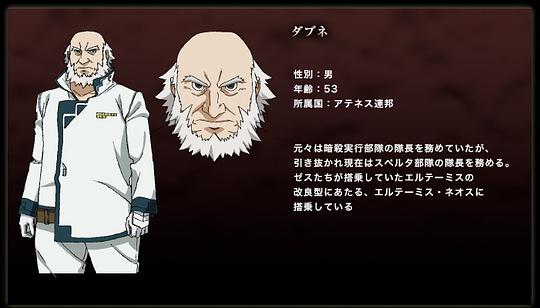 ダブネ
性別：男
年齢：53
所属国：アテネス連邦
元々は暗殺実行部隊の隊長を務めていたが、
引き抜かれ現在はスペルタ部隊の隊長を務める。
ゼスたちが搭乗していたエルテーミスの
改良型にあたる、エルテーミス・ネオスに
搭乗している